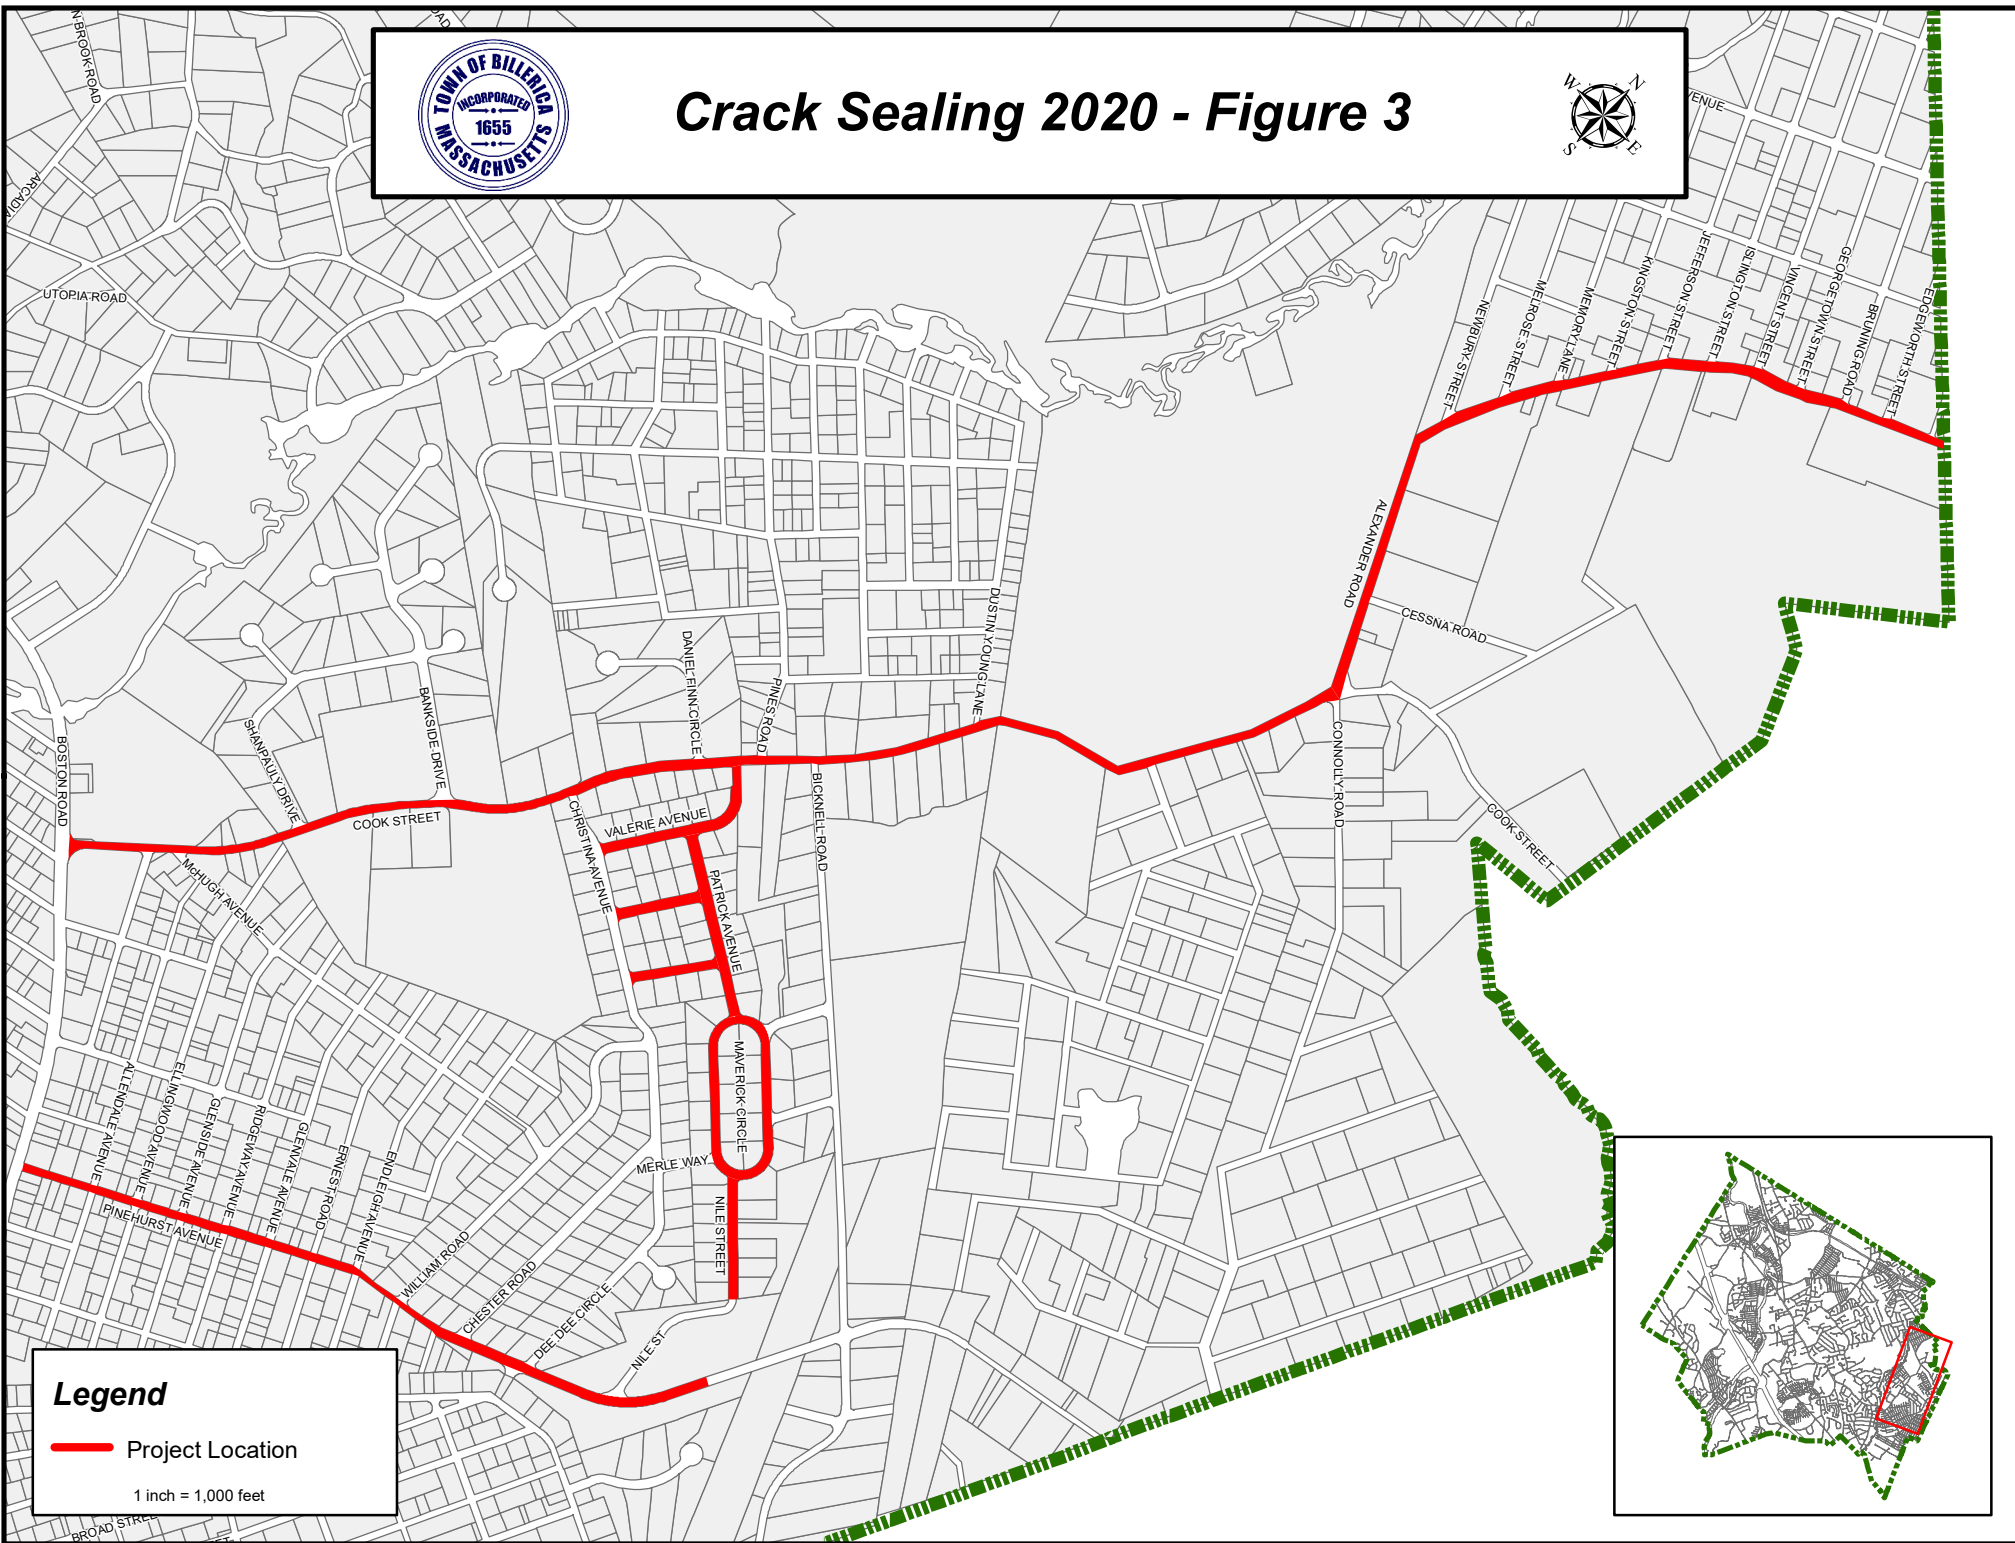 TOWN OF BILLERICA
MASSACHUSETTS
INCORPORATED
1655
Crack Sealing 2020 - Figure 3
W
N
S
E
ARCADIA
UTOPIA ROAD
NEWBURY STREET
MELROSE STREET
MEMORY LANE
KINGSTON STREET
JEFFERSON STREET
ISLINGTON STREET
VINCENT STREET
GEORGETOWN STREET
BRUNING ROAD
EDGEWORTH STREET
ALEXANDER ROAD
CESSNA ROAD
DUSTIN YOUNG LANE
DANIEL FINN CIRCLE
PINES ROAD
BANKSIDE DRIVE
SHANPAULY DRIVE
BOSTON ROAD
COOK STREET
McHUGH AVENUE
CHRISTINA AVENUE
VALERIE AVENUE
PATRICK AVENUE
BICKNELL ROAD
CONNOLLY ROAD
COOK STREET
MAVERICK CIRCLE
MERLE WAY
NILE STREET
ALLENDALE AVENUE
ELLINGWOOD AVENUE
GLENSIDE AVENUE
RIDGEWAY AVENUE
GLENVALE AVENUE
ERNEST ROAD
ENDLEIGH AVENUE
PINEHURST AVENUE
WILLIAM ROAD
CHESTER ROAD
DEE DEE CIRCLE
NILE ST
Legend
Project Location
1 inch = 1,000 feet
BROAD STREE